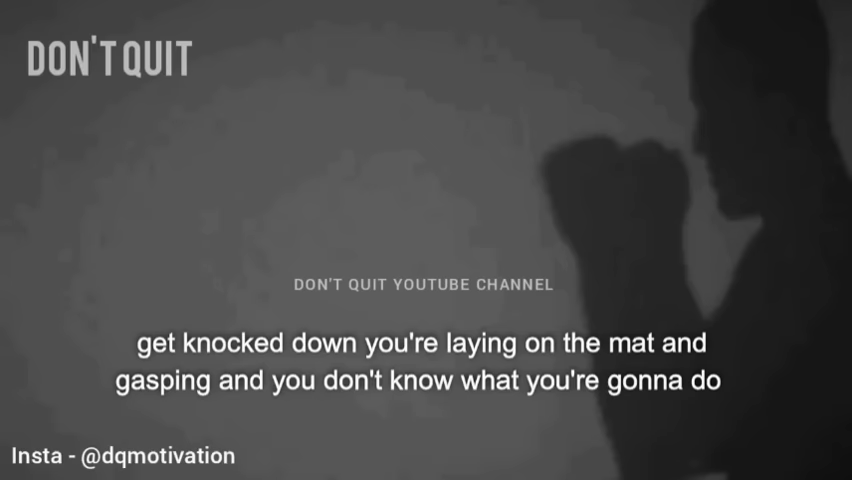 DON'T QUIT
DON'T QUIT YOUTUBE CHANNEL
get knocked down you're laying on the mat and
gasping and you don't know what you're gonna do
Insta - @dqmotivation